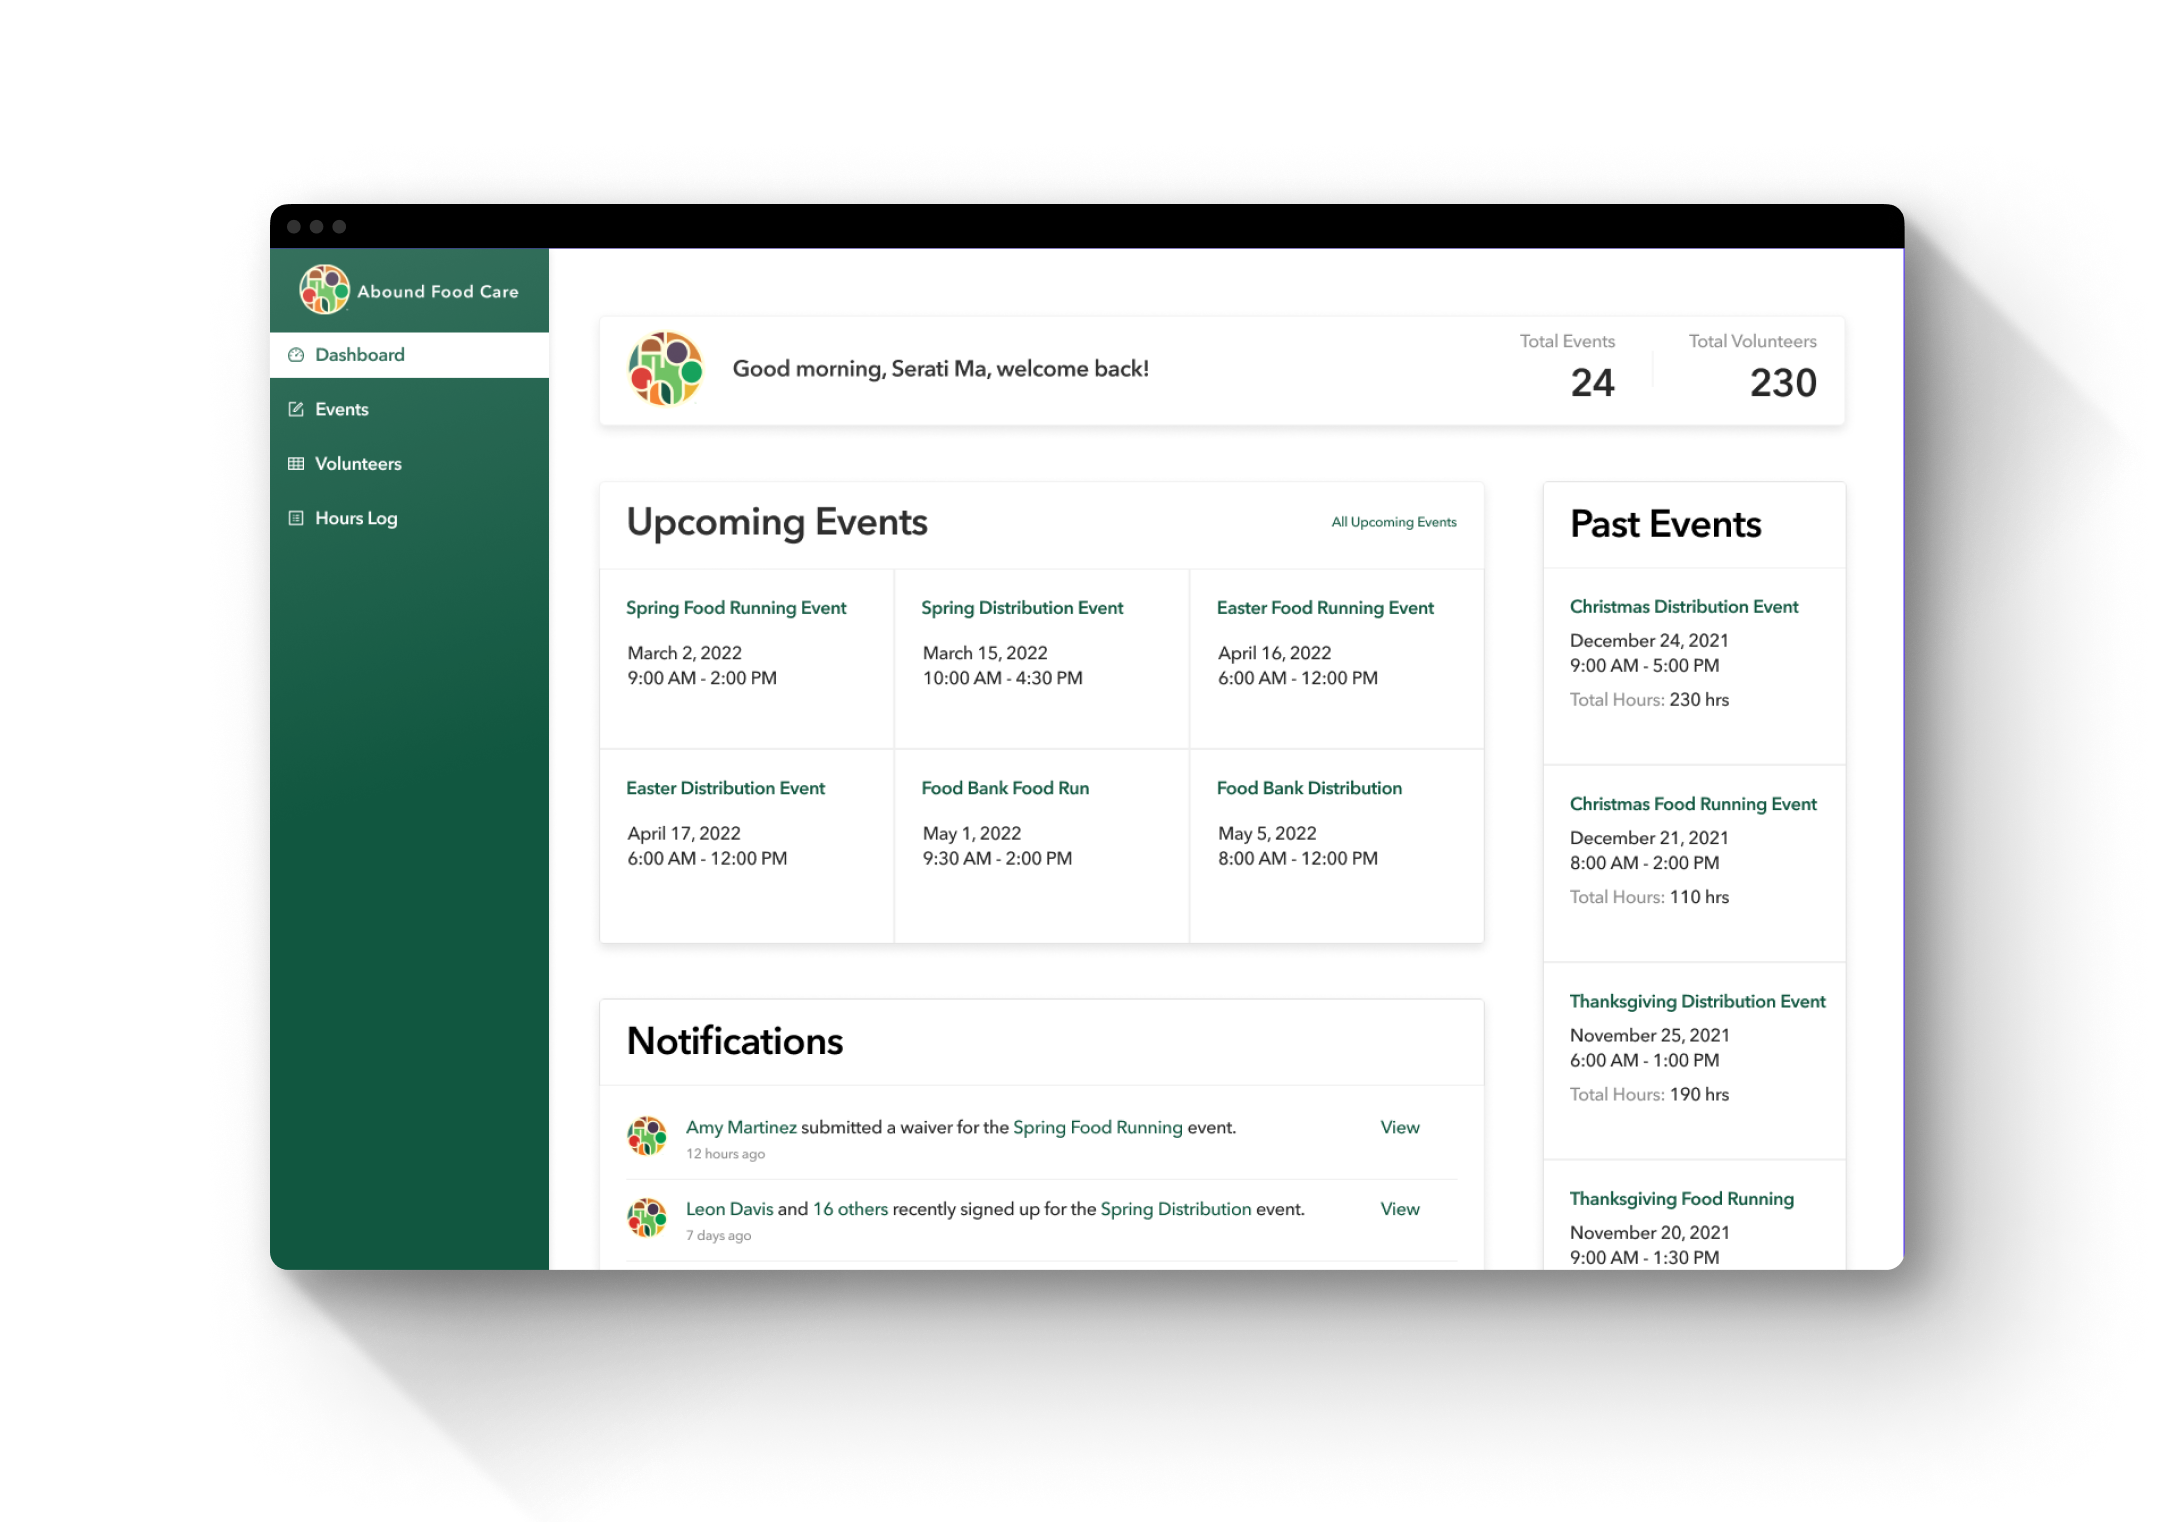 Abound Food Care
Dashboard
Events
Volunteers
Hours Log
Good morning, Serati Ma, welcome back!
Total Events
24
Total Volunteers
230
Upcoming Events
All Upcoming Events
Spring Food Running Event
March 2, 2022
9:00 AM - 2:00 PM
Spring Distribution Event
March 15, 2022
10:00 AM - 4:30 PM
Easter Food Running Event
April 16, 2022
6:00 AM - 12:00 PM
Easter Distribution Event
April 17, 2022
6:00 AM - 12:00 PM
Food Bank Food Run
May 1, 2022
9:30 AM - 2:00 PM
Food Bank Distribution
May 5, 2022
8:00 AM - 12:00 PM
Notifications
Amy Martinez submitted a waiver for the Spring Food Running event.
12 hours ago
View
Leon Davis and 16 others recently signed up for the Spring Distribution event.
7 days ago
View
Past Events
Christmas Distribution Event
December 24, 2021
9:00 AM - 5:00 PM
Total Hours: 230 hrs
Christmas Food Running Event
December 21, 2021
8:00 AM - 2:00 PM
Total Hours: 110 hrs
Thanksgiving Distribution Event
November 25, 2021
6:00 AM - 1:00 PM
Total Hours: 190 hrs
Thanksgiving Food Running
November 20, 2021
9:00 AM - 1:30 PM